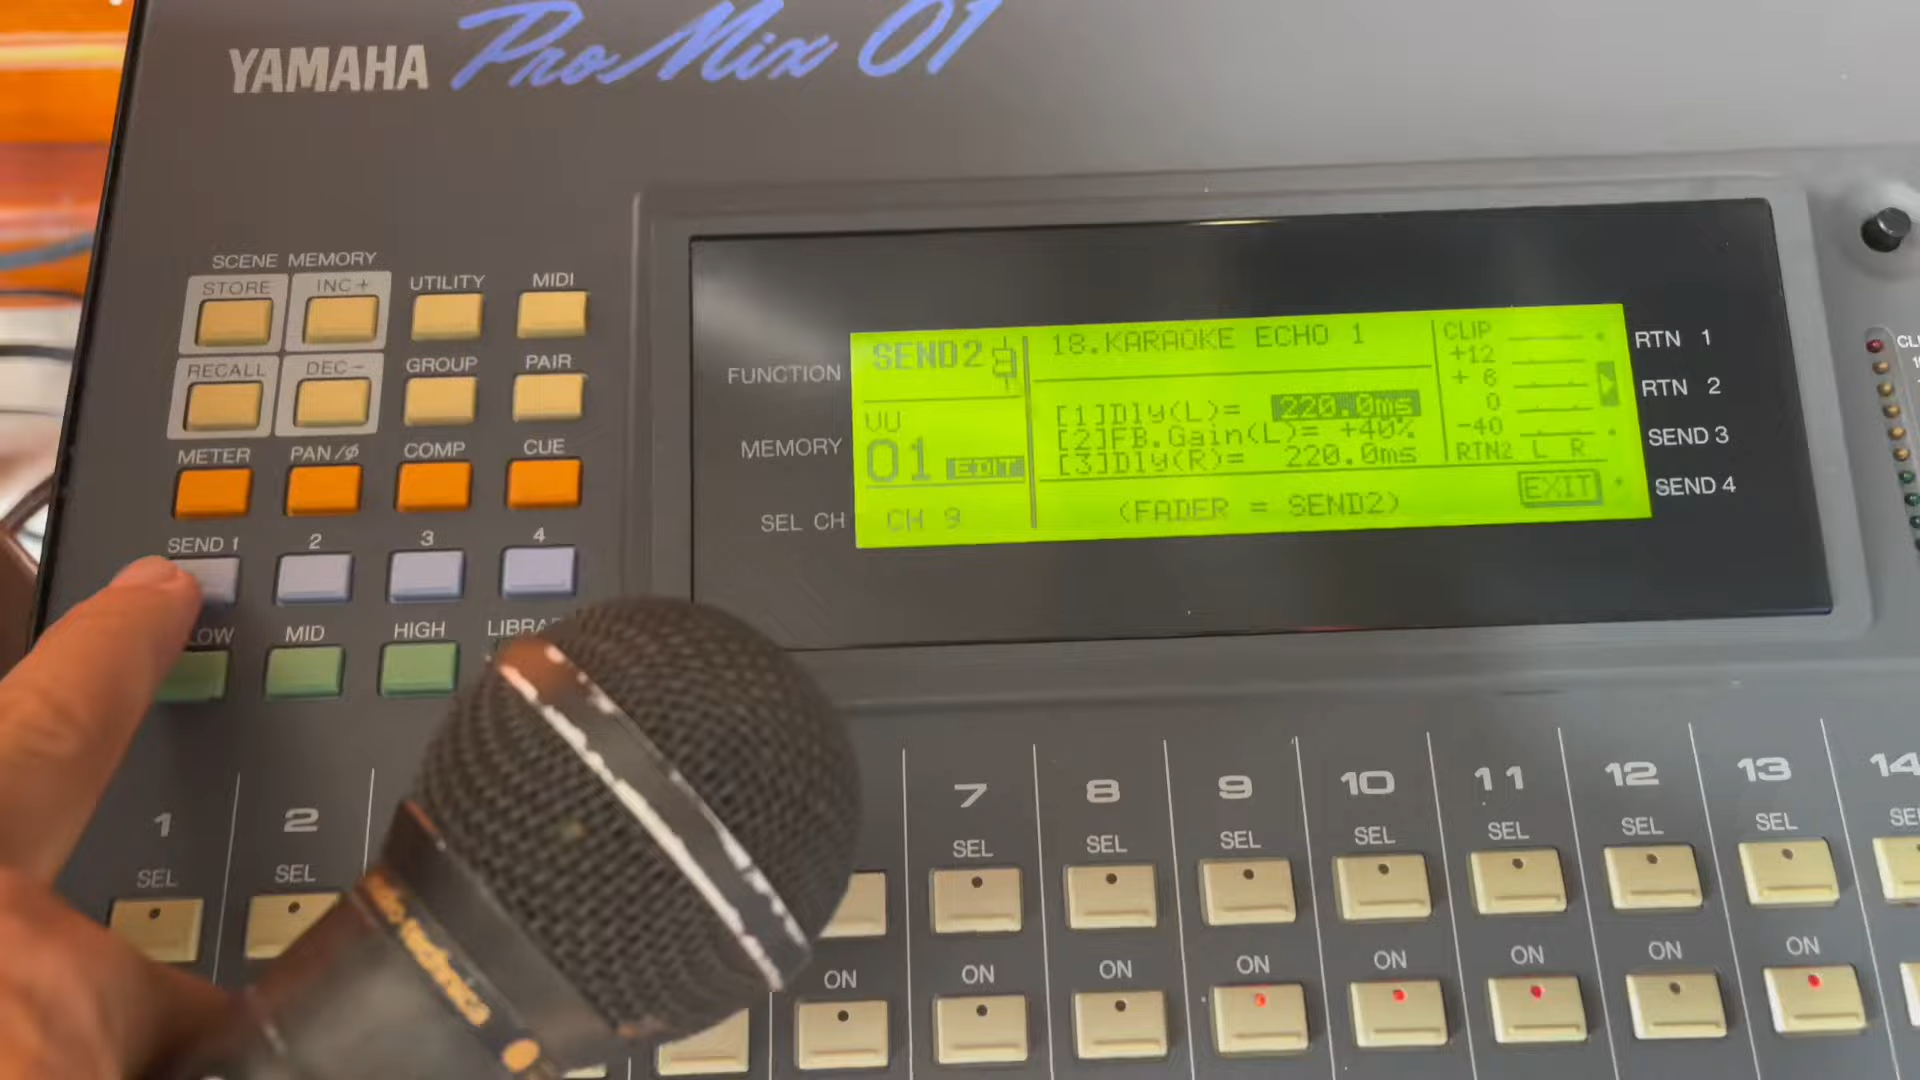 YAMAHA ProMix 01
SCENE MEMORY
STORE INC+ UTILITY MIDI
RECALL DEC- GROUP PAIR
METER PAN/ø COMP CUE
SEND 1 2 3 4
LOW MID HIGH
FUNCTION
MEMORY
SEL CH
SEND2
VV
01 EDIT
CH 9
18.KARAOKE ECHO 1
[1]Dly(L)= 220.0ms
[2]FB.Gain(L)= +40%
[3]Dly(R)= 220.0ms
(FADER = SEND2)
CLIP
+12
+ 6
0
-40
RTN2 L R
EXIT
RTN 1
RTN 2
SEND 3
SEND 4
1 2 7 8 9 10 11 12 13 14
SEL SEL SEL SEL SEL SEL SEL SEL SEL
ON ON ON ON ON ON ON ON